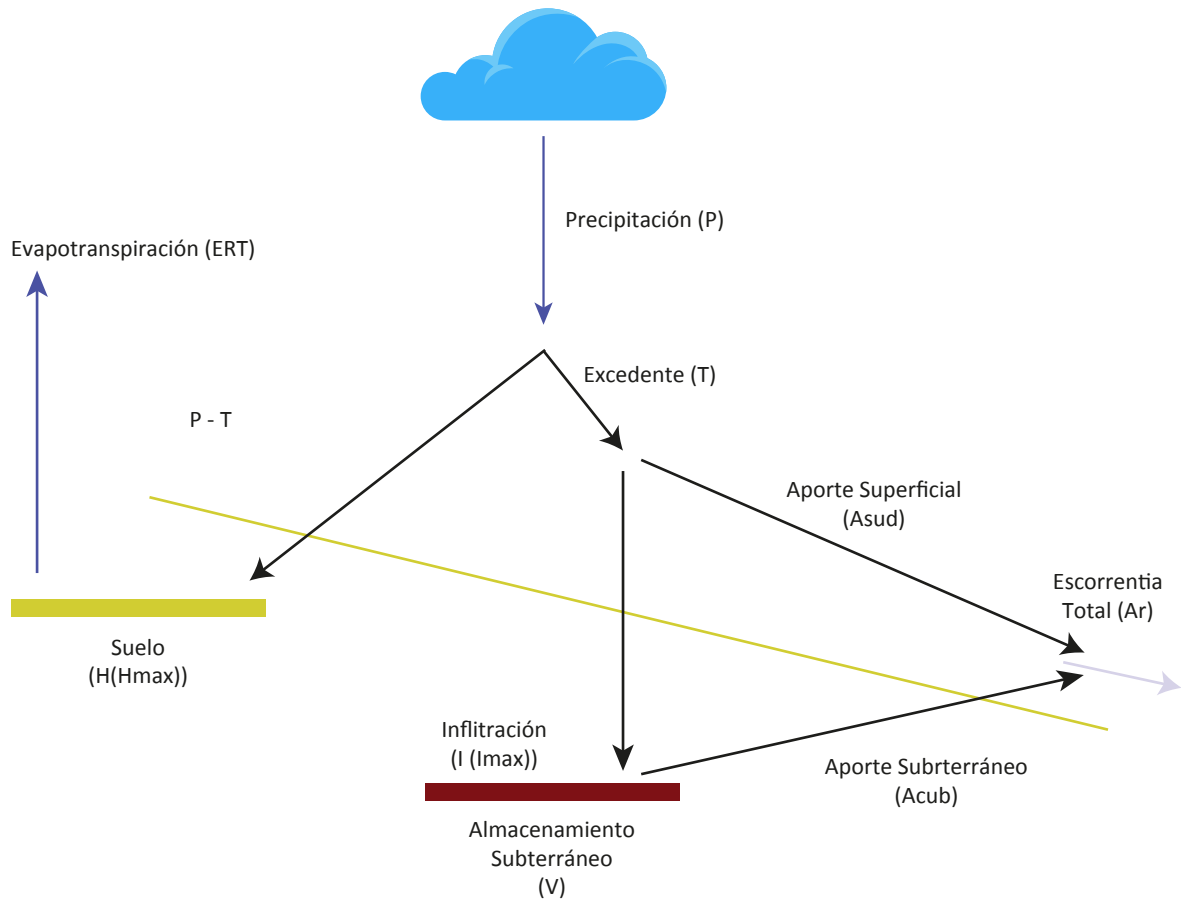 Precipitación (P)
Evapotranspiración (ERT)
Excedente (T)
P - T
Aporte Superficial
(Asud)
Escorrentia
Total (Ar)
Suelo
(H(Hmax))
Inflitración
(I (Imax))
Aporte Subrterráneo
(Acub)
Almacenamiento
Subterráneo
(V)